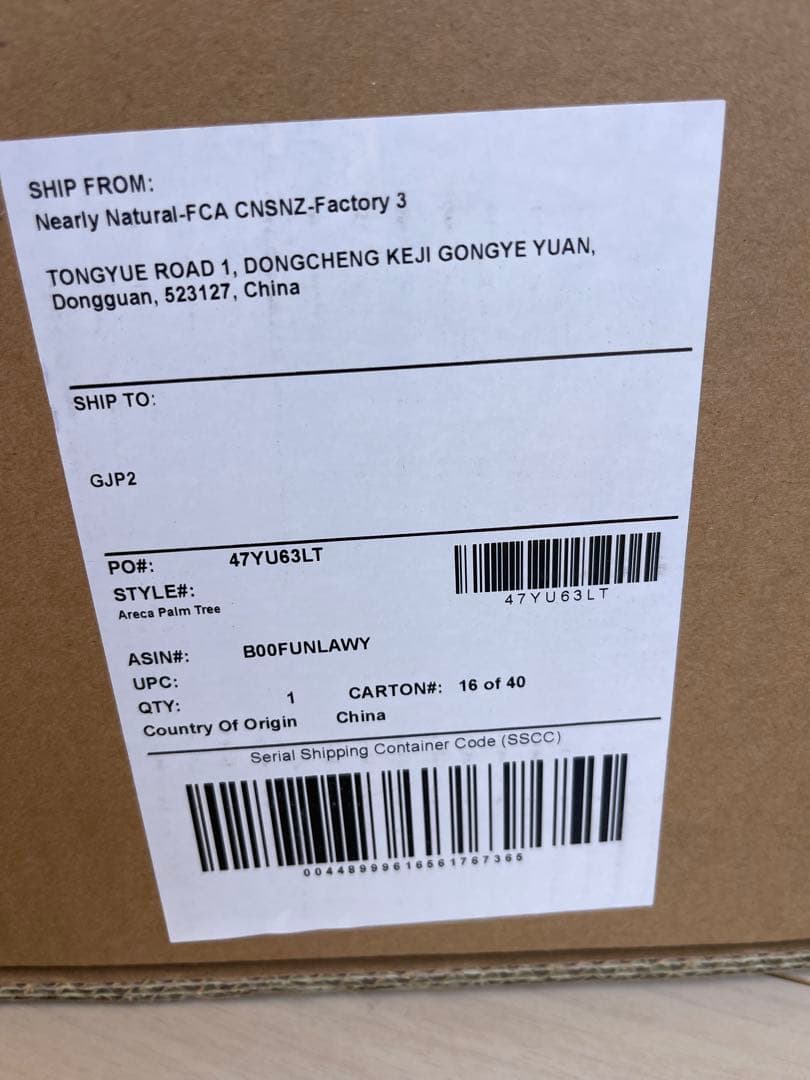 SHIP FROM:
Nearly Natural-FCA CNSNZ-Factory 3
TONGYUE ROAD 1, DONGCHENG KEJI GONGYE YUAN,
Dongguan, 523127, China
SHIP TO:
GJP2
PO#: 47YU63LT
47YU63LT
STYLE#:
Areca Palm Tree
ASIN#: B00FUNLAWY
UPC:
QTY: 1 CARTON#: 16 of 40
Country Of Origin China
Serial Shipping Container Code (SSCC)
00448999616561767365